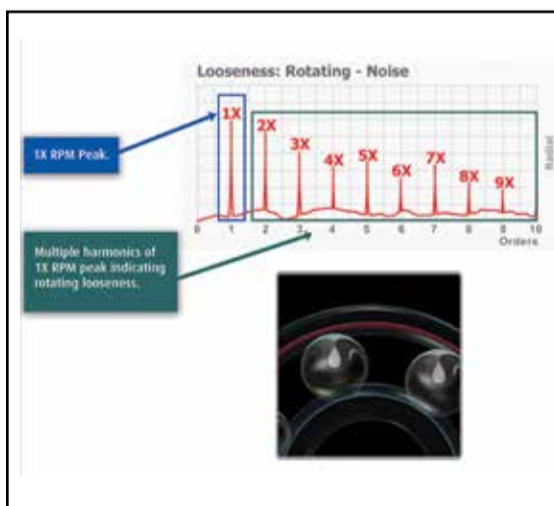 Looseness: Rotating - Noise
1X RPM Peak.
1X
2X
3X
4X
5X
6X
7X
8X
9X
Radial
0 1 2 3 4 5 6 7 8 9 10
Orders
Multiple harmonics of
1X RPM peak indicating
rotating looseness.